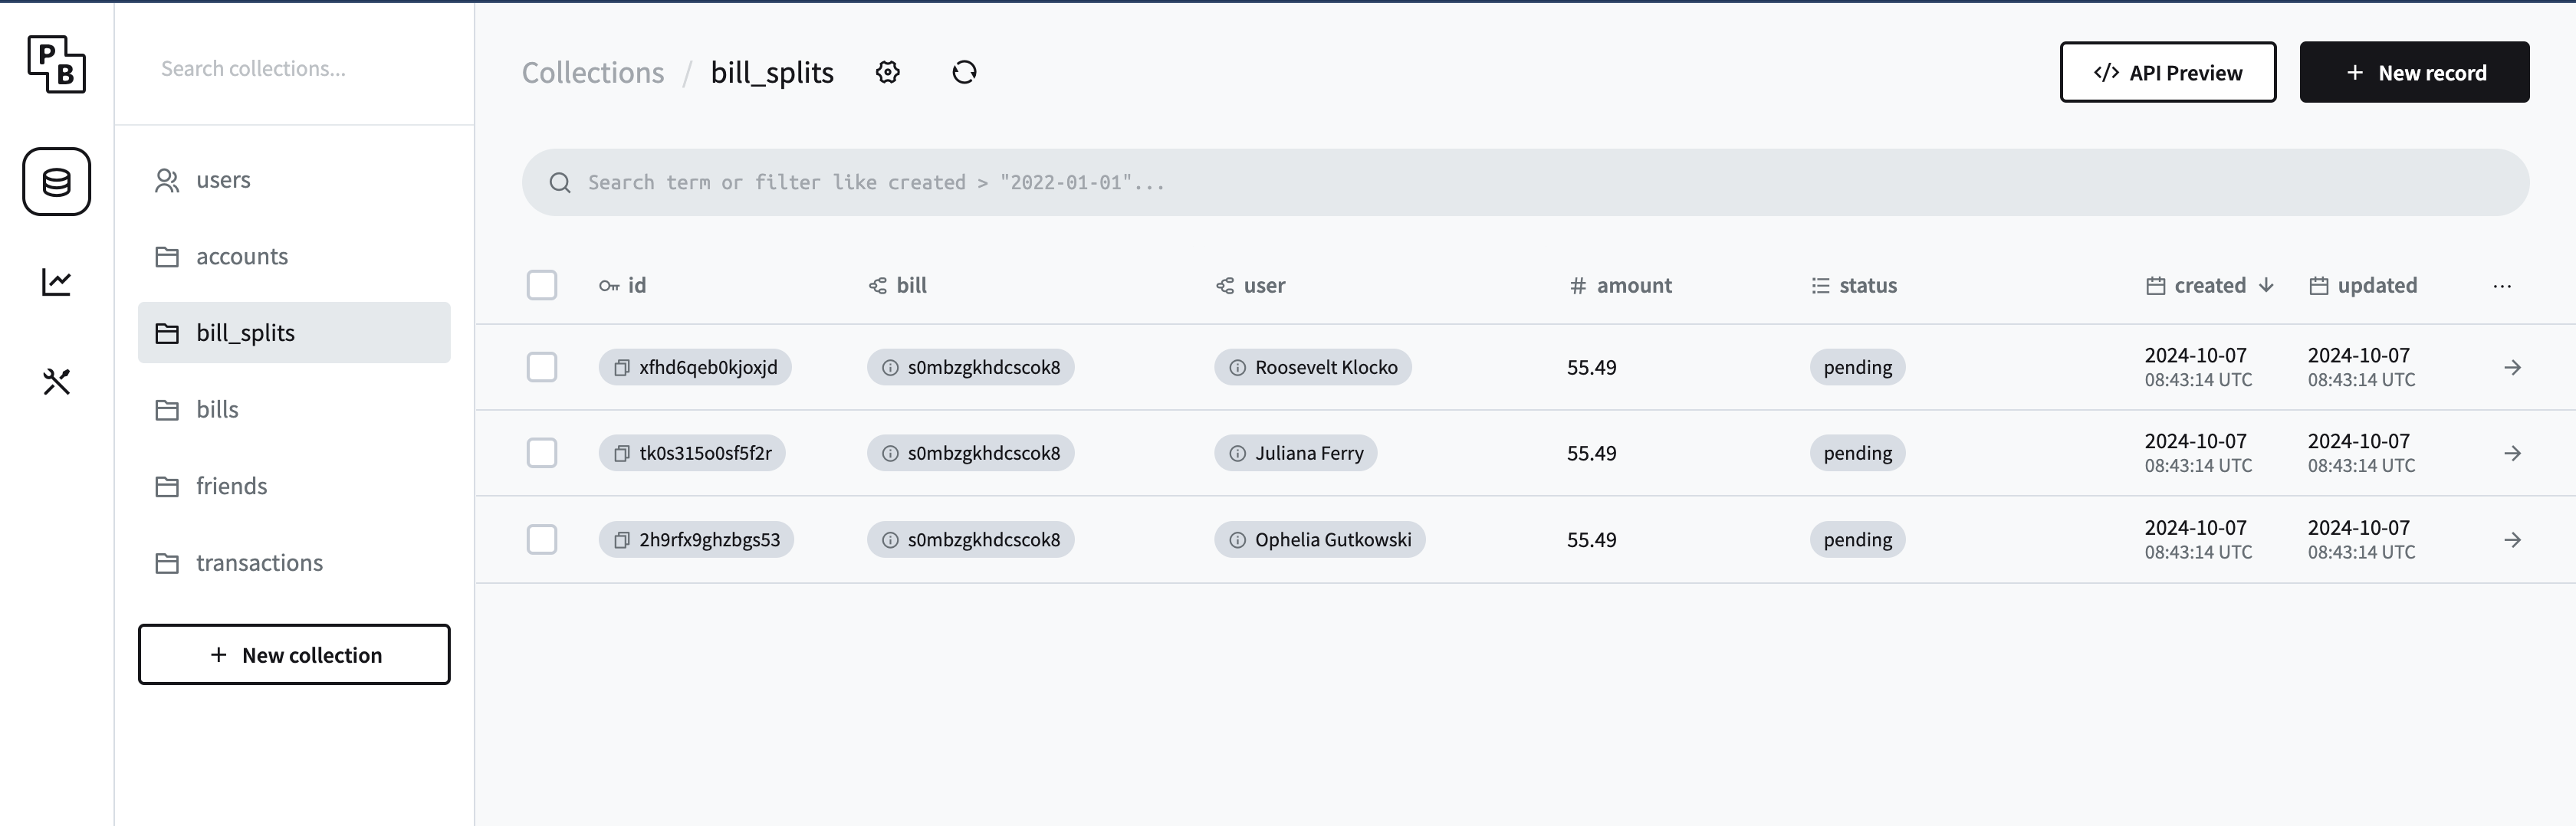 P
B
Search collections...
users
accounts
bill_splits
bills
friends
transactions
+ New collection
Collections / bill_splits
</> API Preview
+ New record
Search term or filter like created > "2022-01-01"...
id bill user # amount status created ↓ updated ...
xfhd6qeb0kjoxjd s0mbzgkhdcscok8 Roosevelt Klocko 55.49 pending 2024-10-07 2024-10-07
08:43:14 UTC 08:43:14 UTC
tk0s315o0sf5f2r s0mbzgkhdcscok8 Juliana Ferry 55.49 pending 2024-10-07 2024-10-07
08:43:14 UTC 08:43:14 UTC
2h9rfx9ghzbgs53 s0mbzgkhdcscok8 Ophelia Gutkowski 55.49 pending 2024-10-07 2024-10-07
08:43:14 UTC 08:43:14 UTC